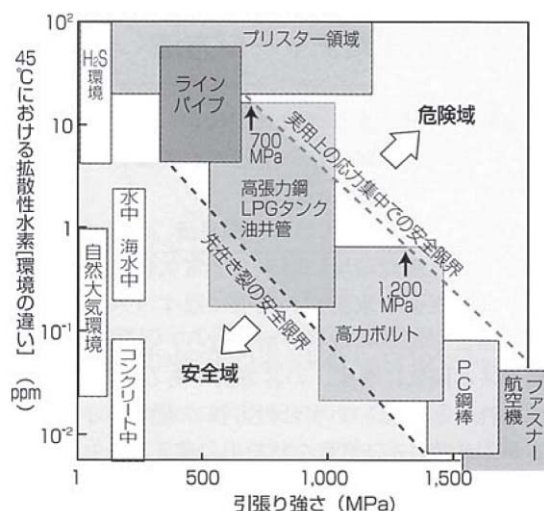 45℃における拡散性水素[環境の違い](ppm)
10²
10
1
10⁻¹
10⁻²
H₂S環境
自然大気環境
水中 海水中
コンクリート中
ブリスター領域
ライン
パイプ
700
MPa
高張力鋼
LPGタンク
油井管
危険域
実用上の応力集中での安全限界
先在き裂の安全限界
1,200
MPa
高力ボルト
安全域
PC鋼棒
航空機
ファスナー
1
500
1,000
1,500
引張り強さ(MPa)